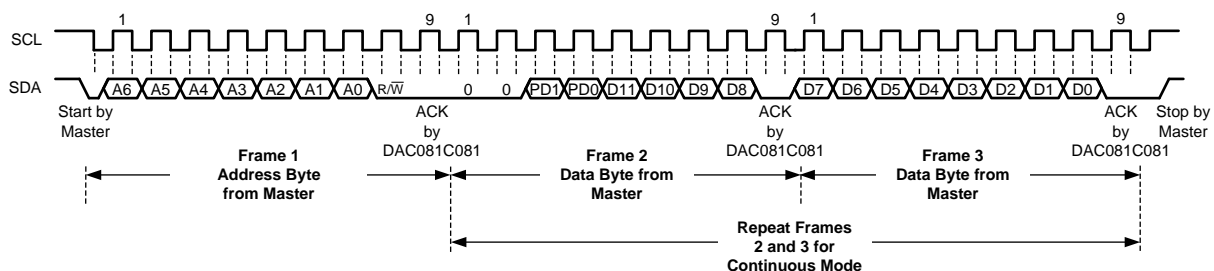 1 9 1 9 1 9
SCL
SDA A6 A5 A4 A3 A2 A1 A0 R/W̅ 0 0 PD1 PD0 D11 D10 D9 D8 D7 D6 D5 D4 D3 D2 D1 D0
Start by
Master
ACK
by
DAC081C081
ACK
by
DAC081C081
ACK
by
DAC081C081
Stop by
Master
Frame 1
Address Byte
from Master
Frame 2
Data Byte from
Master
Frame 3
Data Byte from
Master
Repeat Frames
2 and 3 for
Continuous Mode